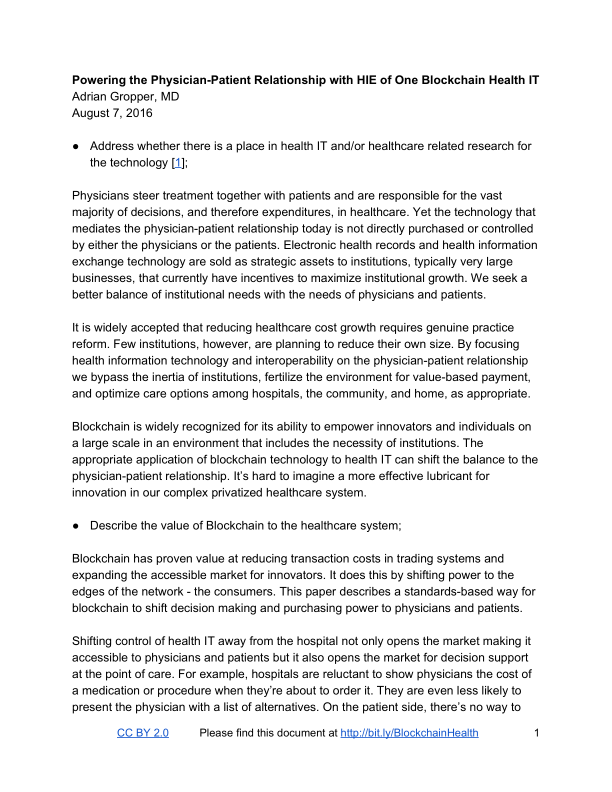 Powering the Physician-Patient Relationship with HIE of One Blockchain Health IT
Adrian Gropper, MD
August 7, 2016
● Address whether there is a place in health IT and/or healthcare related research for
the technology [1];
Physicians steer treatment together with patients and are responsible for the vast
majority of decisions, and therefore expenditures, in healthcare. Yet the technology that
mediates the physician-patient relationship today is not directly purchased or controlled
by either the physicians or the patients. Electronic health records and health information
exchange technology are sold as strategic assets to institutions, typically very large
businesses, that currently have incentives to maximize institutional growth. We seek a
better balance of institutional needs with the needs of physicians and patients.
It is widely accepted that reducing healthcare cost growth requires genuine practice
reform. Few institutions, however, are planning to reduce their own size. By focusing
health information technology and interoperability on the physician-patient relationship
we bypass the inertia of institutions, fertilize the environment for value-based payment,
and optimize care options among hospitals, the community, and home, as appropriate.
Blockchain is widely recognized for its ability to empower innovators and individuals on
a large scale in an environment that includes the necessity of institutions. The
appropriate application of blockchain technology to health IT can shift the balance to the
physician-patient relationship. It's hard to imagine a more effective lubricant for
innovation in our complex privatized healthcare system.
● Describe the value of Blockchain to the healthcare system;
Blockchain has proven value at reducing transaction costs in trading systems and
expanding the accessible market for innovators. It does this by shifting power to the
edges of the network - the consumers. This paper describes a standards-based way for
blockchain to shift decision making and purchasing power to physicians and patients.
Shifting control of health IT away from the hospital not only opens the market making it
accessible to physicians and patients but it also opens the market for decision support
at the point of care. For example, hospitals are reluctant to show physicians the cost of
a medication or procedure when they're about to order it. They are even less likely to
present the physician with a list of alternatives. On the patient side, there's no way to
CC BY 2.0 Please find this document at http://bit.ly/BlockchainHealth 1